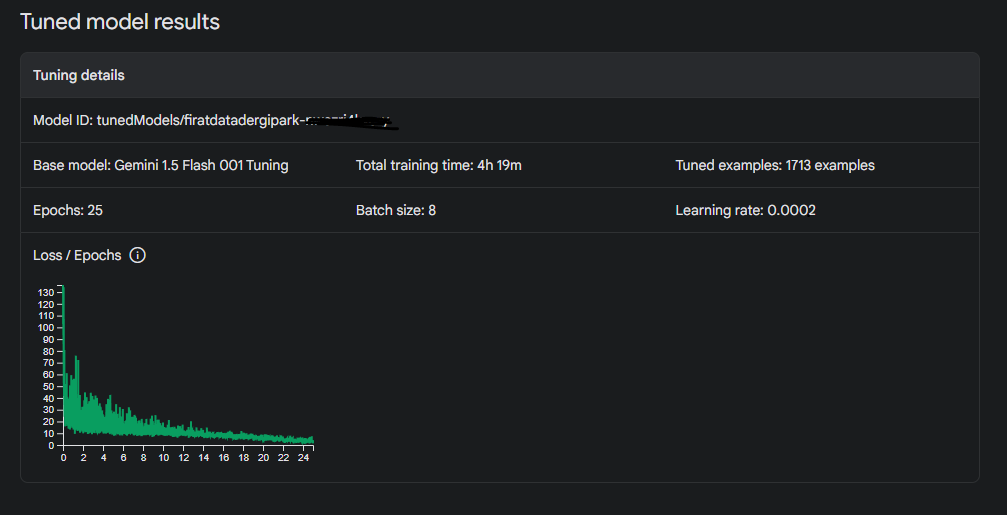 Tuned model results
Tuning details
Model ID: tunedModels/firatdatadergipark-
Base model: Gemini 1.5 Flash 001 Tuning Total training time: 4h 19m Tuned examples: 1713 examples
Epochs: 25 Batch size: 8 Learning rate: 0.0002
Loss / Epochs
130
120
110
100
90
80
70
60
50
40
30
20
10
0
0 2 4 6 8 10 12 14 16 18 20 22 24